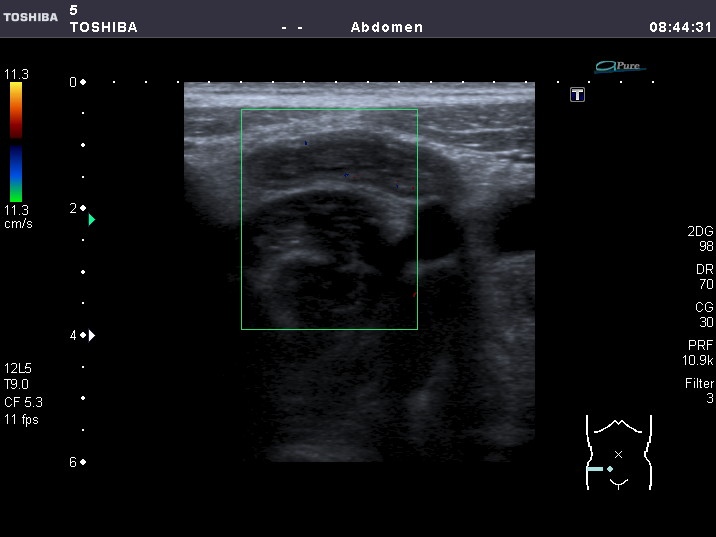 TOSHIBA
5
TOSHIBA - - Abdomen 08:44:31
aPure
T
11.3
11.3
cm/s
0
2
4
6
12L5
T9.0
CF 5.3
11 fps
2DG
98
DR
70
CG
30
PRF
10.9k
Filter
3